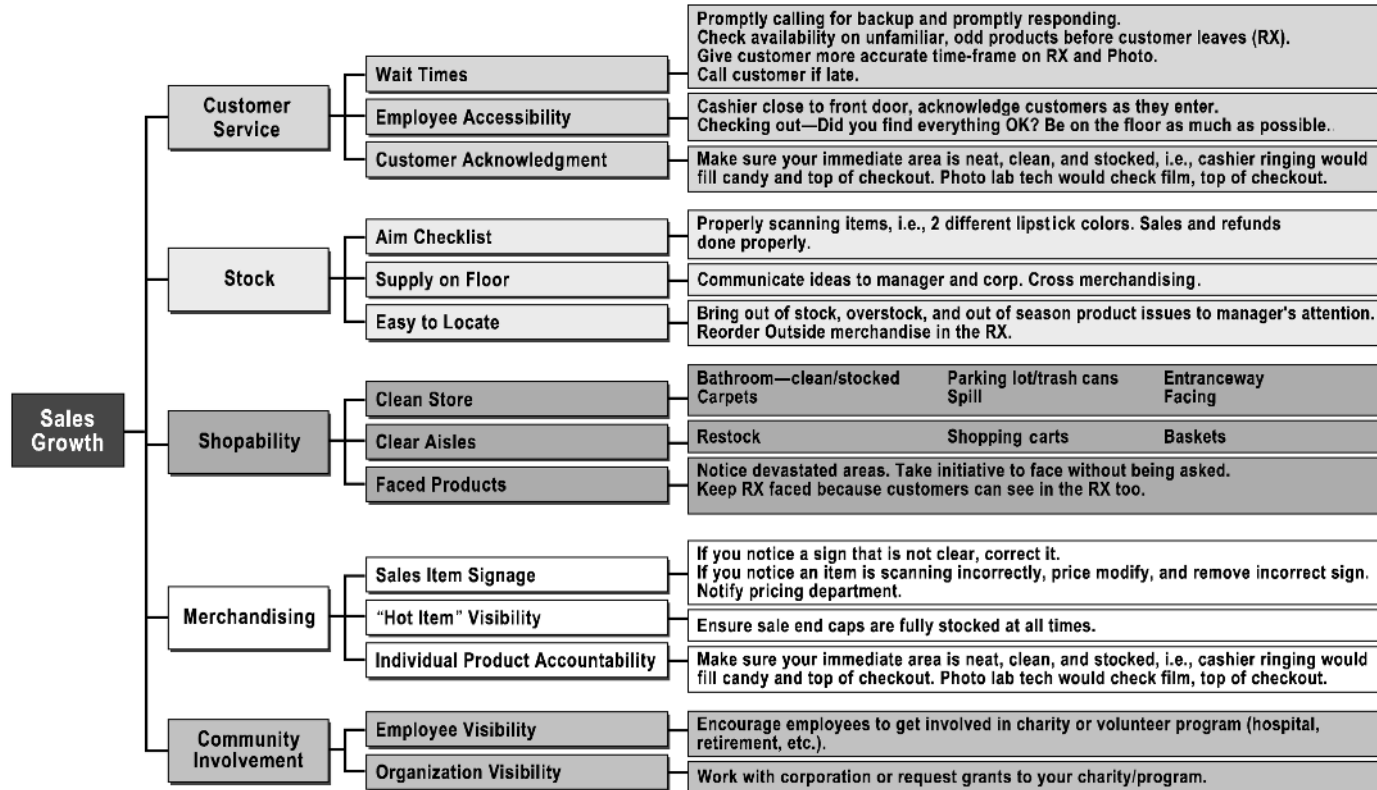 Sales
Growth
Customer
Service
Wait Times
Promptly calling for backup and promptly responding.
Check availability on unfamiliar, odd products before customer leaves (RX).
Give customer more accurate time-frame on RX and Photo.
Call customer if late.
Employee Accessibility
Cashier close to front door, acknowledge customers as they enter.
Checking out—Did you find everything OK? Be on the floor as much as possible..
Customer Acknowledgment
Make sure your immediate area is neat, clean, and stocked, i.e., cashier ringing would
fill candy and top of checkout. Photo lab tech would check film, top of checkout.
Stock
Aim Checklist
Properly scanning items, i.e., 2 different lipstick colors. Sales and refunds
done properly.
Supply on Floor
Communicate ideas to manager and corp. Cross merchandising.
Easy to Locate
Bring out of stock, overstock, and out of season product issues to manager's attention.
Reorder Outside merchandise in the RX.
Shopability
Clean Store
Bathroom—clean/stocked Parking lot/trash cans Entranceway
Carpets Spill Facing
Clear Aisles
Restock Shopping carts Baskets
Faced Products
Notice devastated areas. Take initiative to face without being asked.
Keep RX faced because customers can see in the RX too.
Merchandising
Sales Item Signage
If you notice a sign that is not clear, correct it.
If you notice an item is scanning incorrectly, price modify, and remove incorrect sign.
Notify pricing department.
“Hot Item” Visibility
Ensure sale end caps are fully stocked at all times.
Individual Product Accountability
Make sure your immediate area is neat, clean, and stocked, i.e., cashier ringing would
fill candy and top of checkout. Photo lab tech would check film, top of checkout.
Community
Involvement
Employee Visibility
Encourage employees to get involved in charity or volunteer program (hospital,
retirement, etc.).
Organization Visibility
Work with corporation or request grants to your charity/program.